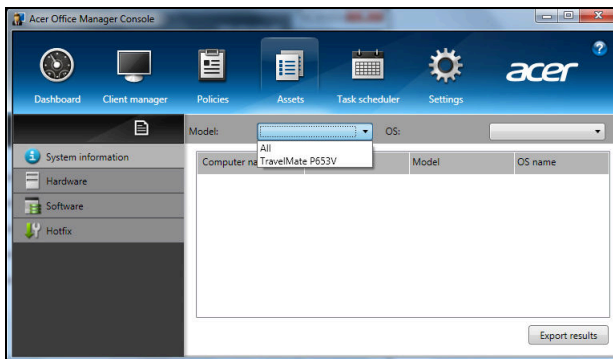 Acer Office Manager Console
acer
Dashboard Client manager Policies Assets Task scheduler Settings
Model: OS:
All
TravelMate P653V
System information
Hardware
Software
Hotfix
Computer Model OS name
Export results